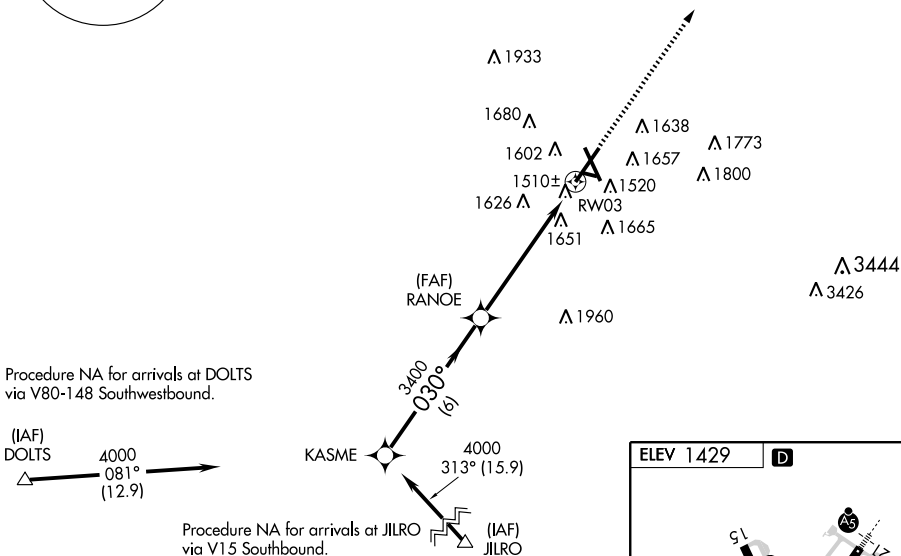 1933
1680
1638
1602
1773
1657
1510±
1800
1520
1626
RW03
1651
1665
3444
3426
(FAF)
RANOE
1960
3400
030°
(6)
Procedure NA for arrivals at DOLTS
via V80-148 Southwestbound.
(IAF)
DOLTS
4000
081°
(12.9)
KASME
4000
313° (15.9)
Procedure NA for arrivals at JILRO
via V15 Southbound.
(IAF)
JILRO
ELEV 1429
D
15
A5
21